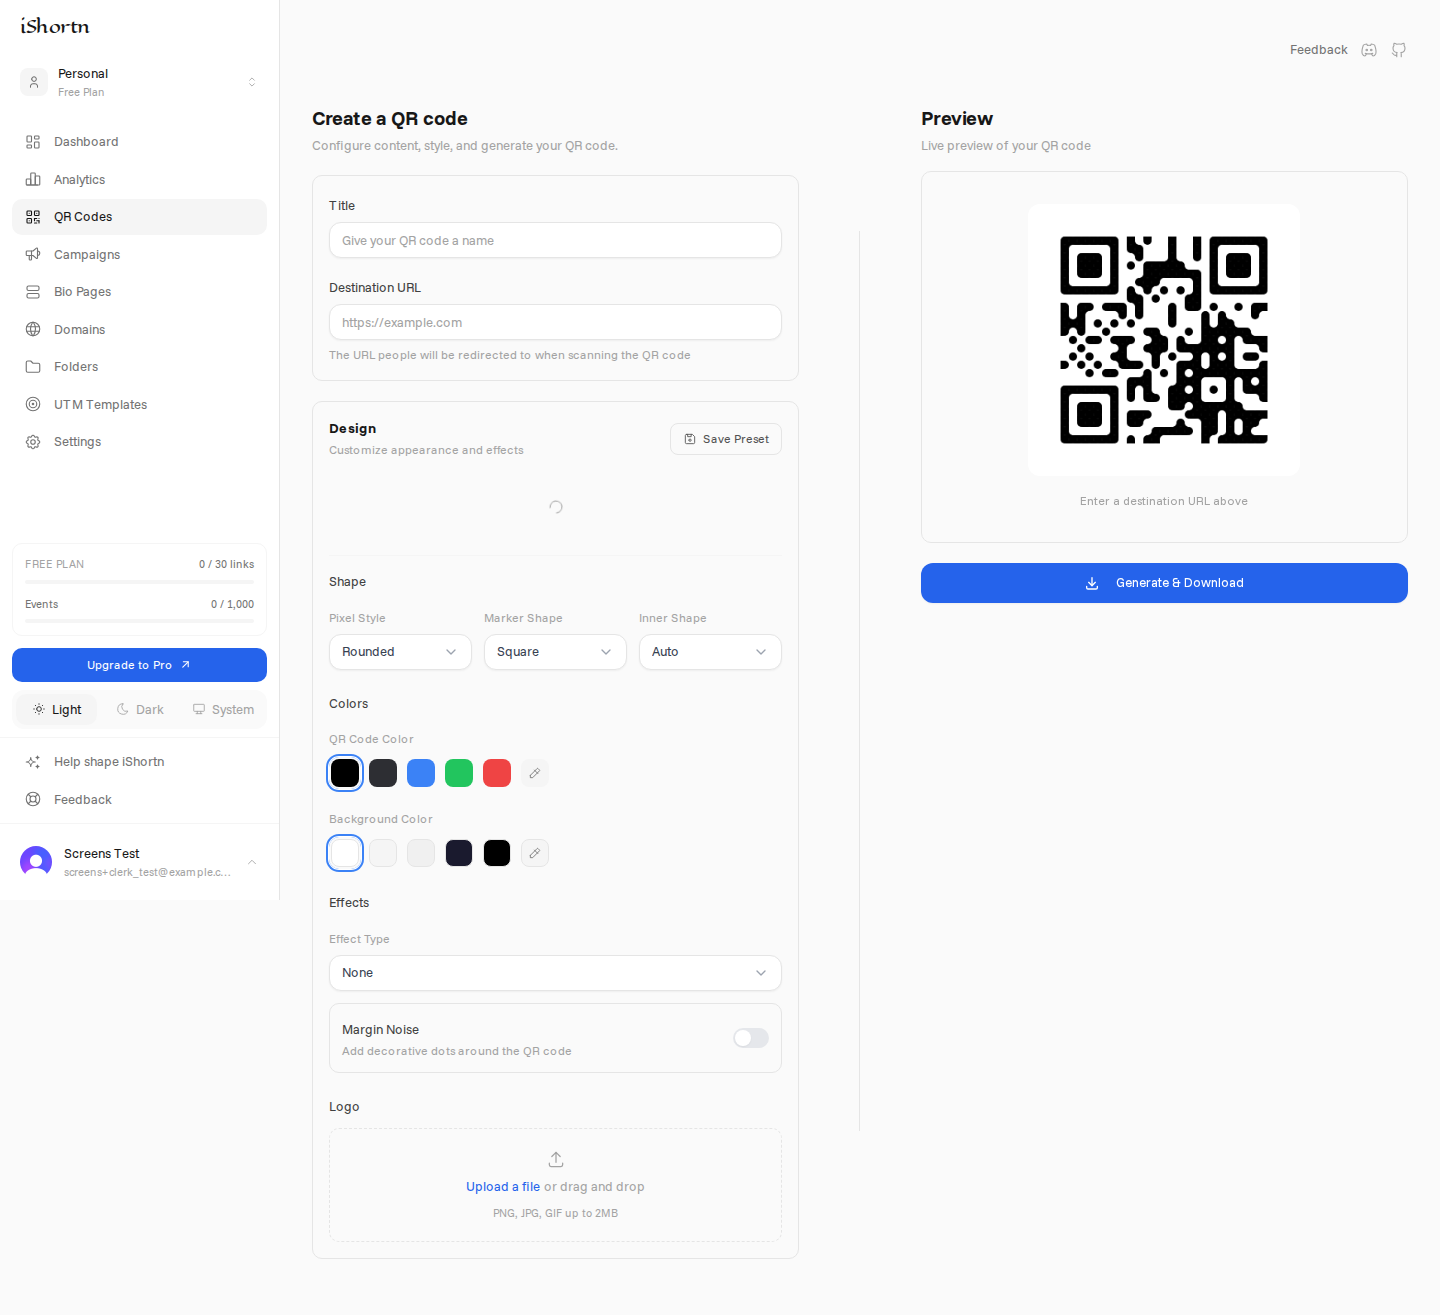 iShortn
Personal
Free Plan
Dashboard
Analytics
QR Codes
Campaigns
Bio Pages
Domains
Folders
UTM Templates
Settings
FREE PLAN 0 / 30 links
Events 0 / 1,000
Upgrade to Pro
Light Dark System
Help shape iShortn
Feedback
Screens Test
screens+clerk_test@example.c...
Feedback
Create a QR code
Configure content, style, and generate your QR code.
Title
Give your QR code a name
Destination URL
https://example.com
The URL people will be redirected to when scanning the QR code
Design
Customize appearance and effects
Save Preset
Shape
Pixel Style Marker Shape Inner Shape
Rounded Square Auto
Colors
QR Code Color
Background Color
Effects
Effect Type
None
Margin Noise
Add decorative dots around the QR code
Logo
Upload a file or drag and drop
PNG, JPG, GIF up to 2MB
Preview
Live preview of your QR code
Enter a destination URL above
Generate & Download